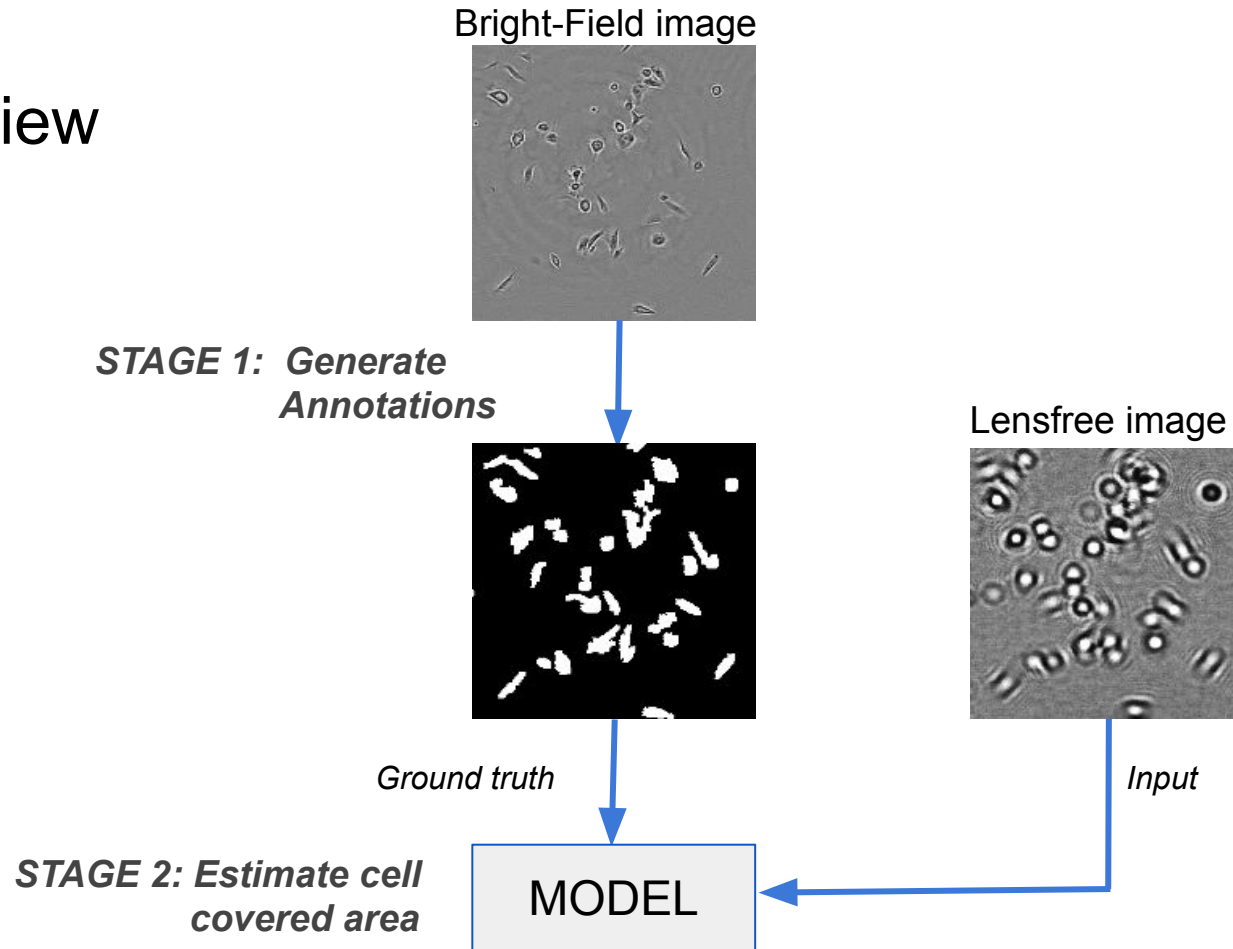 Bright-Field image
iew
STAGE 1: Generate
Annotations
Lensfree image
Ground truth
Input
STAGE 2: Estimate cell
covered area
MODEL